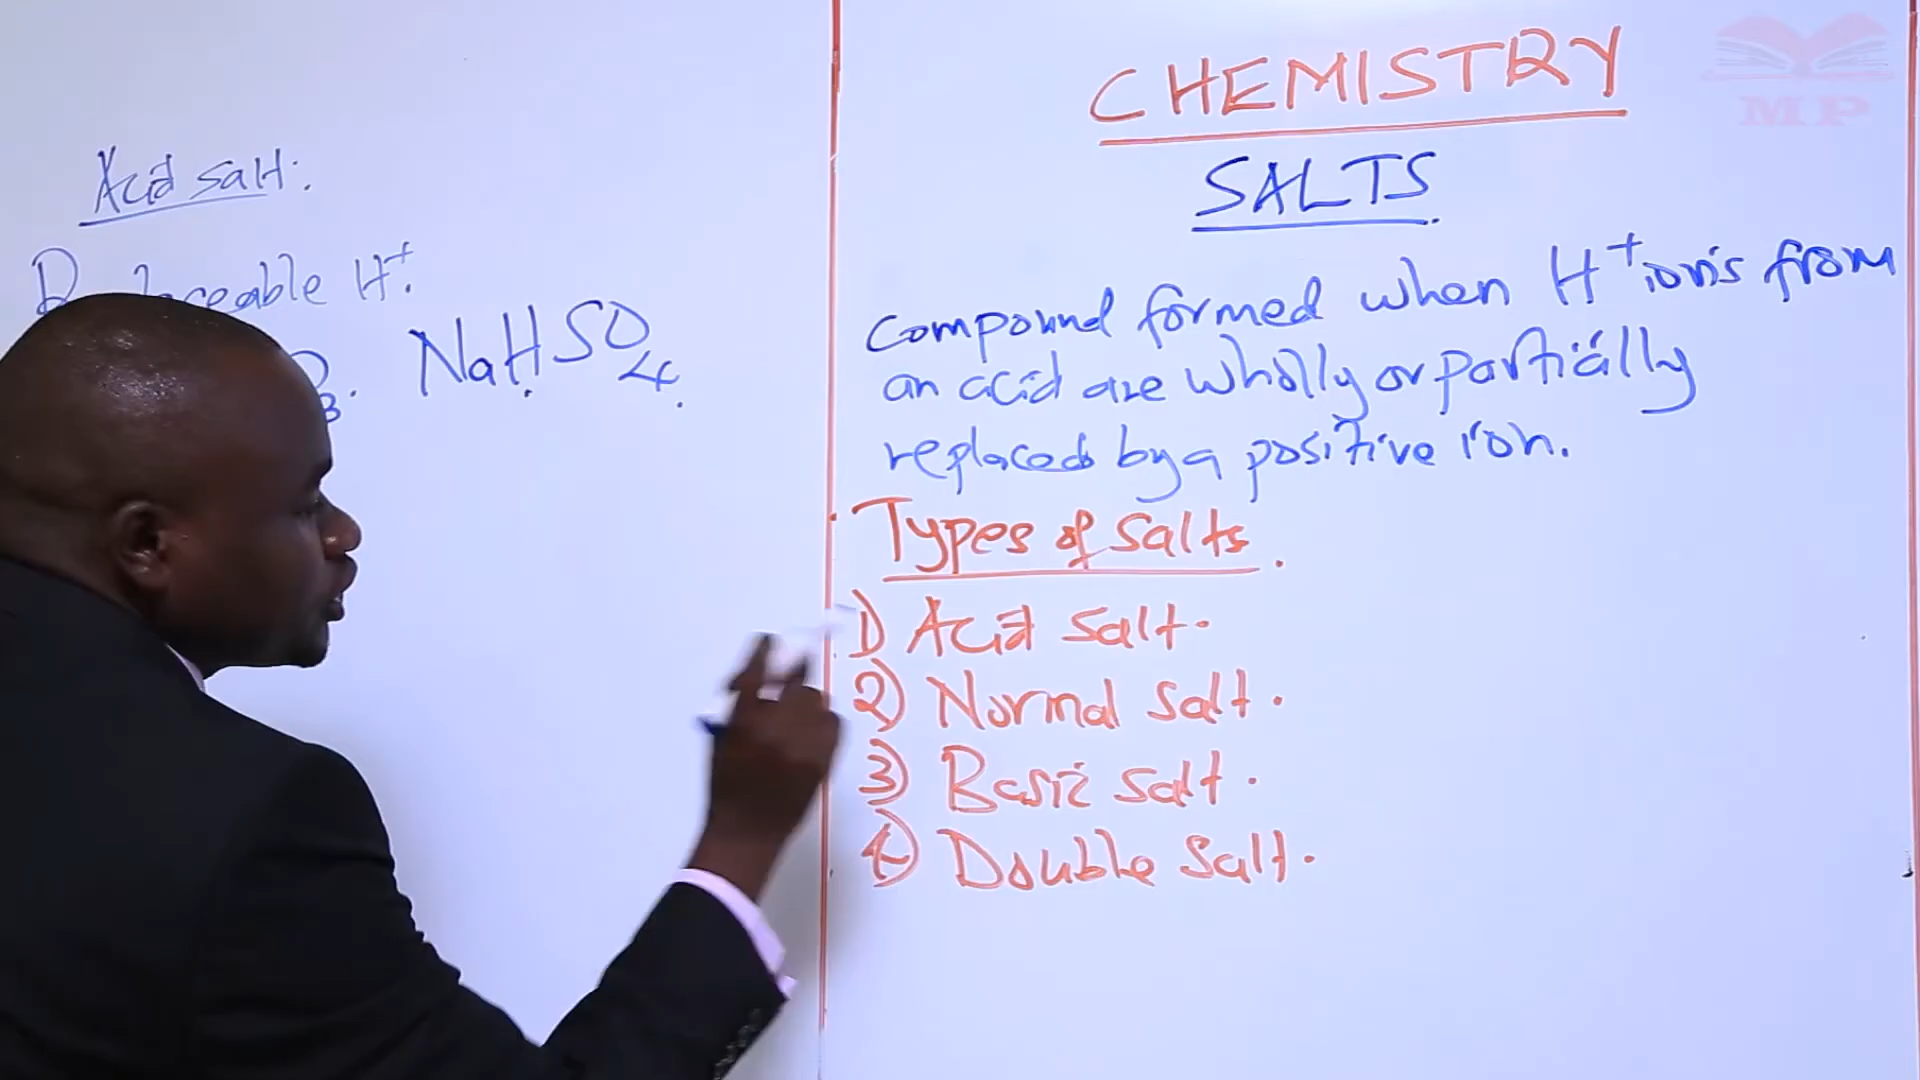 Acid salt:
Replaceable H⁺.
NaHSO₄.
CHEMISTRY
SALTS
Compound formed when H⁺ ions from
an acid are wholly or partially
replaced by a positive ion.
Types of salts.
1) Acid salt.
2) Normal salt.
3) Basic salt.
4) Double salt.
MP